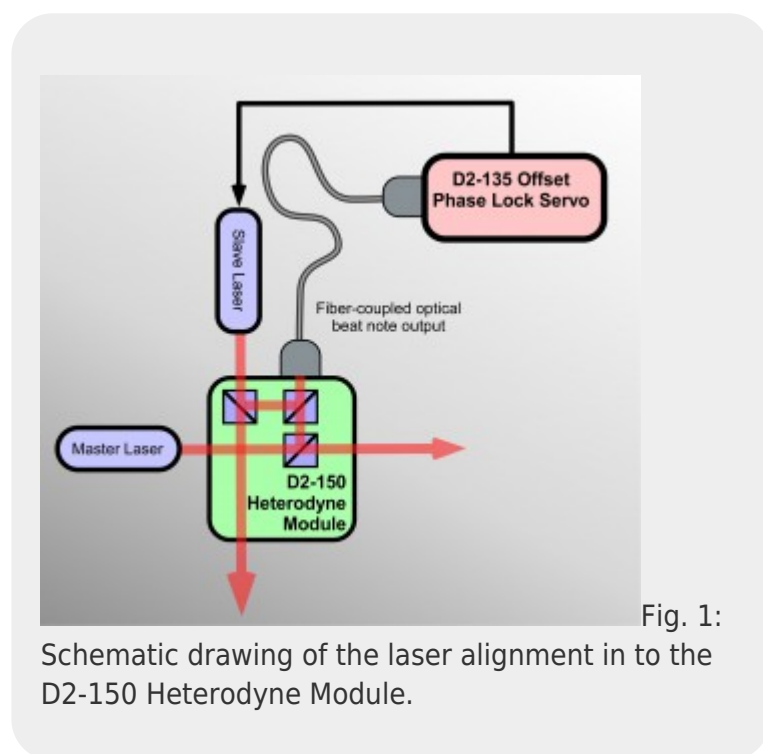 D2-135 Offset
Phase Lock Servo
Slave Laser
Fiber-coupled optical
beat note output
Master Laser
D2-150
Heterodyne
Module
Fig. 1:
Schematic drawing of the laser alignment in to the
D2-150 Heterodyne Module.